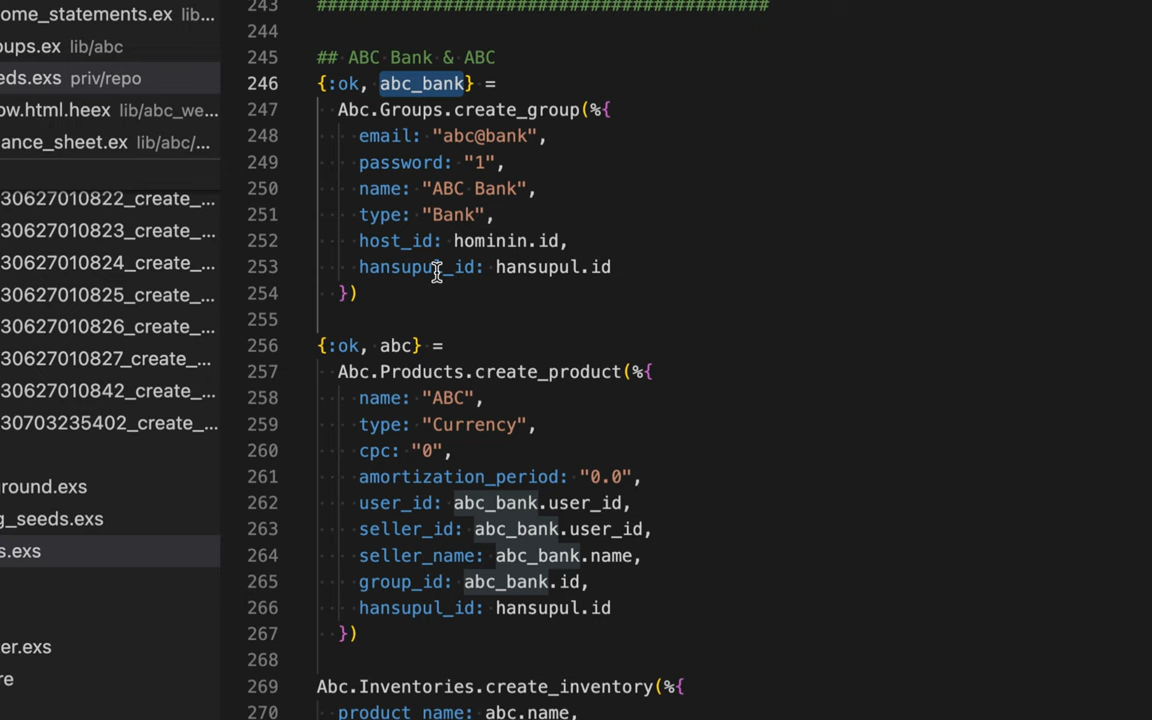 ome_statements.ex lib...
oups.ex lib/abc
eds.exs priv/repo
ow.html.heex lib/abc_we...
ance_sheet.ex lib/abc/...
30627010822_create_...
30627010823_create_...
30627010824_create_...
30627010825_create_...
30627010826_create_...
30627010827_create_...
30627010842_create_...
30703235402_create_...
round.exs
g_seeds.exs
s.exs
er.exs
re
243 ###########################################
244
245 ## ABC Bank & ABC
246 {:ok, abc_bank} =
247 Abc.Groups.create_group(%{
248 email: "abc@bank",
249 password: "1",
250 name: "ABC Bank",
251 type: "Bank",
252 host_id: hominin.id,
253 hansupul_id: hansupul.id
254 })
255
256 {:ok, abc} =
257 Abc.Products.create_product(%{
258 name: "ABC",
259 type: "Currency",
260 cpc: "0",
261 amortization_period: "0.0",
262 user_id: abc_bank.user_id,
263 seller_id: abc_bank.user_id,
264 seller_name: abc_bank.name,
265 group_id: abc_bank.id,
266 hansupul_id: hansupul.id
267 })
268
269 Abc.Inventories.create_inventory(%{
270 product_name: abc.name,